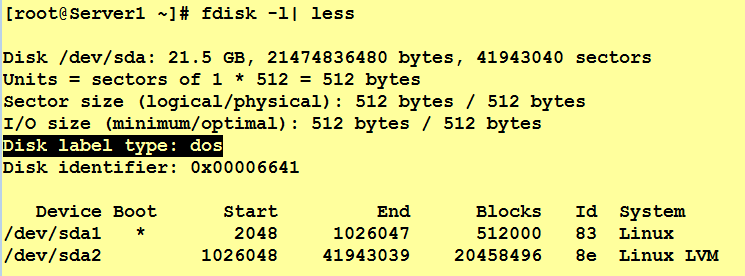 [root@Server1 ~]# fdisk -l| less
Disk /dev/sda: 21.5 GB, 21474836480 bytes, 41943040 sectors
Units = sectors of 1 * 512 = 512 bytes
Sector size (logical/physical): 512 bytes / 512 bytes
I/O size (minimum/optimal): 512 bytes / 512 bytes
Disk label type: dos
Disk identifier: 0x00006641
Device Boot Start End Blocks Id System
/dev/sda1 * 2048 1026047 512000 83 Linux
/dev/sda2 1026048 41943039 20458496 8e Linux LVM